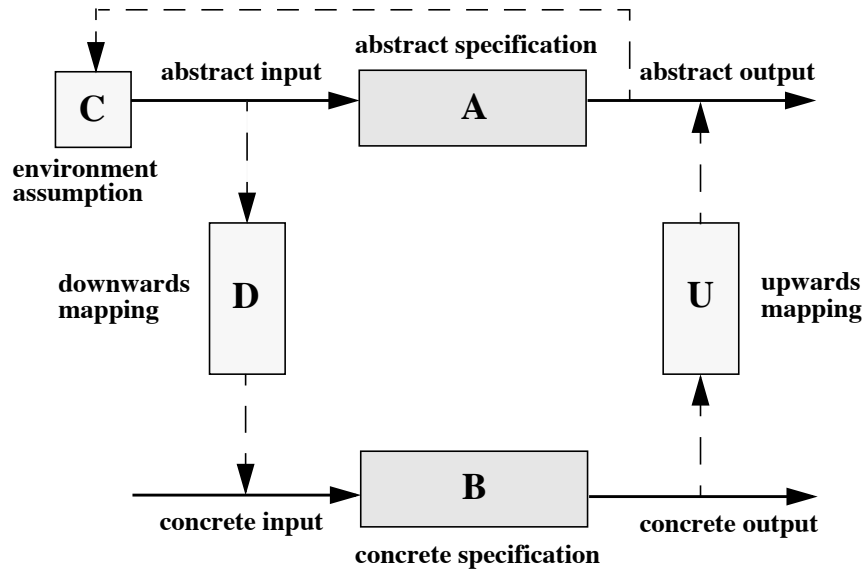 abstract specification
abstract input
abstract output
C
A
environment
assumption
downwards
mapping
D
U
upwards
mapping
B
concrete input
concrete output
concrete specification